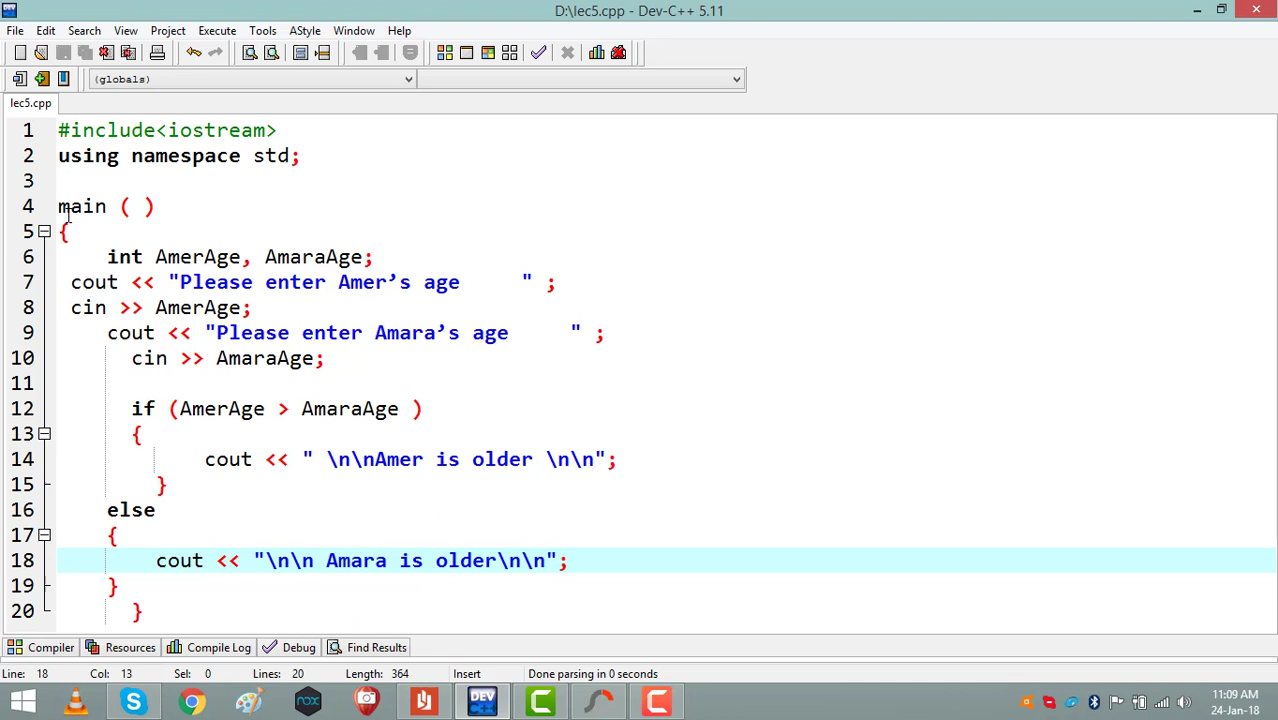 D:\lec5.cpp - Dev-C++ 5.11
File Edit Search View Project Execute Tools AStyle Window Help
(globals)
lec5.cpp
1 #include<iostream>
2 using namespace std;
3
4 main ( )
5 {
6 int AmerAge, AmaraAge;
7 cout << "Please enter Amer’s age " ;
8 cin >> AmerAge;
9 cout << "Please enter Amara’s age " ;
10 cin >> AmaraAge;
11
12 if (AmerAge > AmaraAge )
13 {
14 cout << " \n\nAmer is older \n\n";
15 }
16 else
17 {
18 cout << "\n\n Amara is older\n\n";
19 }
20 }
Compiler Resources Compile Log Debug Find Results
Line: 18 Col: 13 Sel: 0 Lines: 20 Length: 364 Insert Done parsing in 0 seconds
nox DEV
11:09 AM
24-Jan-18